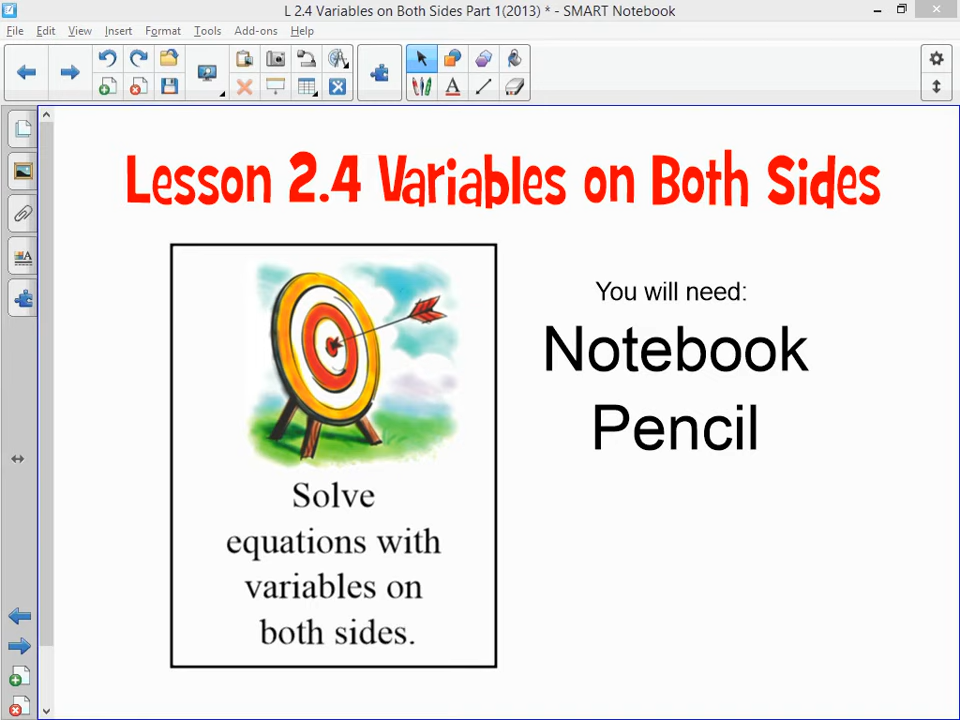 L 2.4 Variables on Both Sides Part 1(2013) * - SMART Notebook
File Edit View Insert Format Tools Add-ons Help
Lesson 2.4 Variables on Both Sides
You will need:
Notebook
Pencil
Solve
equations with
variables on
both sides.